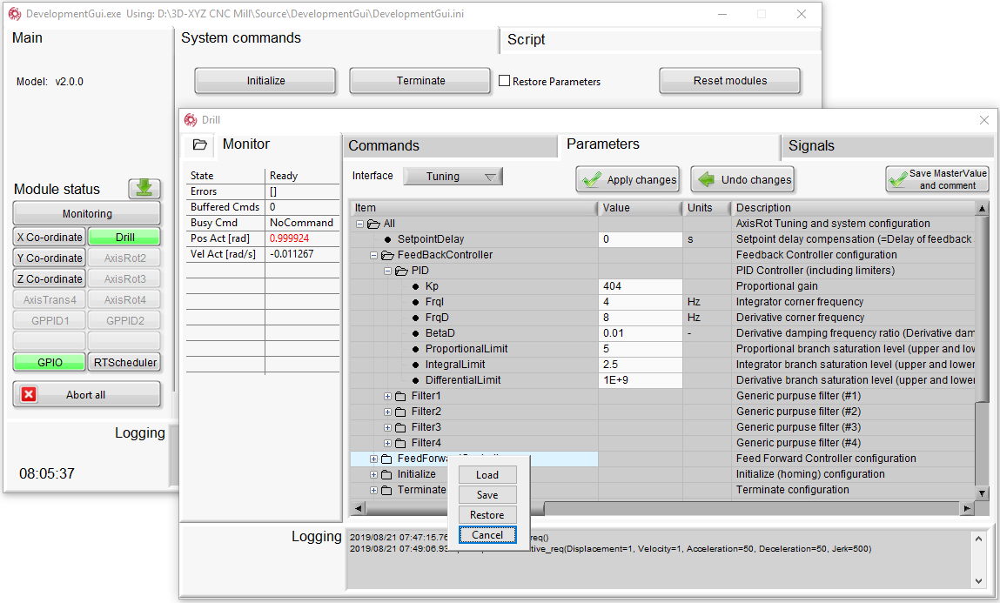 DevelopmentGui.exe Using: D:\3D-XYZ CNC Mill\Source\DevelopmentGui\DevelopmentGui.ini
Main
System commands
Script
Model: v2.0.0
Initialize
Terminate
Restore Parameters
Reset modules
Module status
Monitoring
X Co-ordinate
Drill
Y Co-ordinate
AxisRot2
Z Co-ordinate
AxisRot3
AxisTrans4
AxisRot4
GPPID1
GPPID2
GPIO
RTScheduler
Abort all
Logging
08:05:37
Drill
Monitor
Commands
Parameters
Signals
State Ready
Errors []
Buffered Cmds 0
Busy Cmd NoCommand
Pos Act [rad] 0.999924
Vel Act [rad/s] -0.011267
Interface
Tuning
Apply changes
Undo changes
Save MasterValue
and comment
Item Value Units Description
All AxisRot Tuning and system configuration
SetpointDelay 0 s Setpoint delay compensation (=Delay of feedback
FeedBackController Feedback Controller configuration
PID PID Controller (including limiters)
Kp 404 Proportional gain
FrqI 4 Hz Integrator corner frequency
FrqD 8 Hz Derivative corner frequency
BetaD 0.01 - Derivative damping frequency ratio (Derivative dam
ProportionalLimit 5 Proportional branch saturation level (upper and low
IntegralLimit 2.5 Integrator branch saturation level (upper and lower
DifferentialLimit 1E+9 Derivative branch saturation level (upper and lower
Filter1 Generic purpuse filter (#1)
Filter2 Generic purpuse filter (#2)
Filter3 Generic purpuse filter (#3)
Filter4 Generic purpuse filter (#4)
FeedForwa Feed Forward Controller configuration
Initialize Initialize (homing) configuration
Terminate Terminate configuration
Load
Save
Restore
Cancel
Logging
2019/08/21 07:47:15.76 req()
2019/08/21 07:49:06.93 tive_req(Displacement=1, Velocity=1, Acceleration=50, Deceleration=50, Jerk=500)